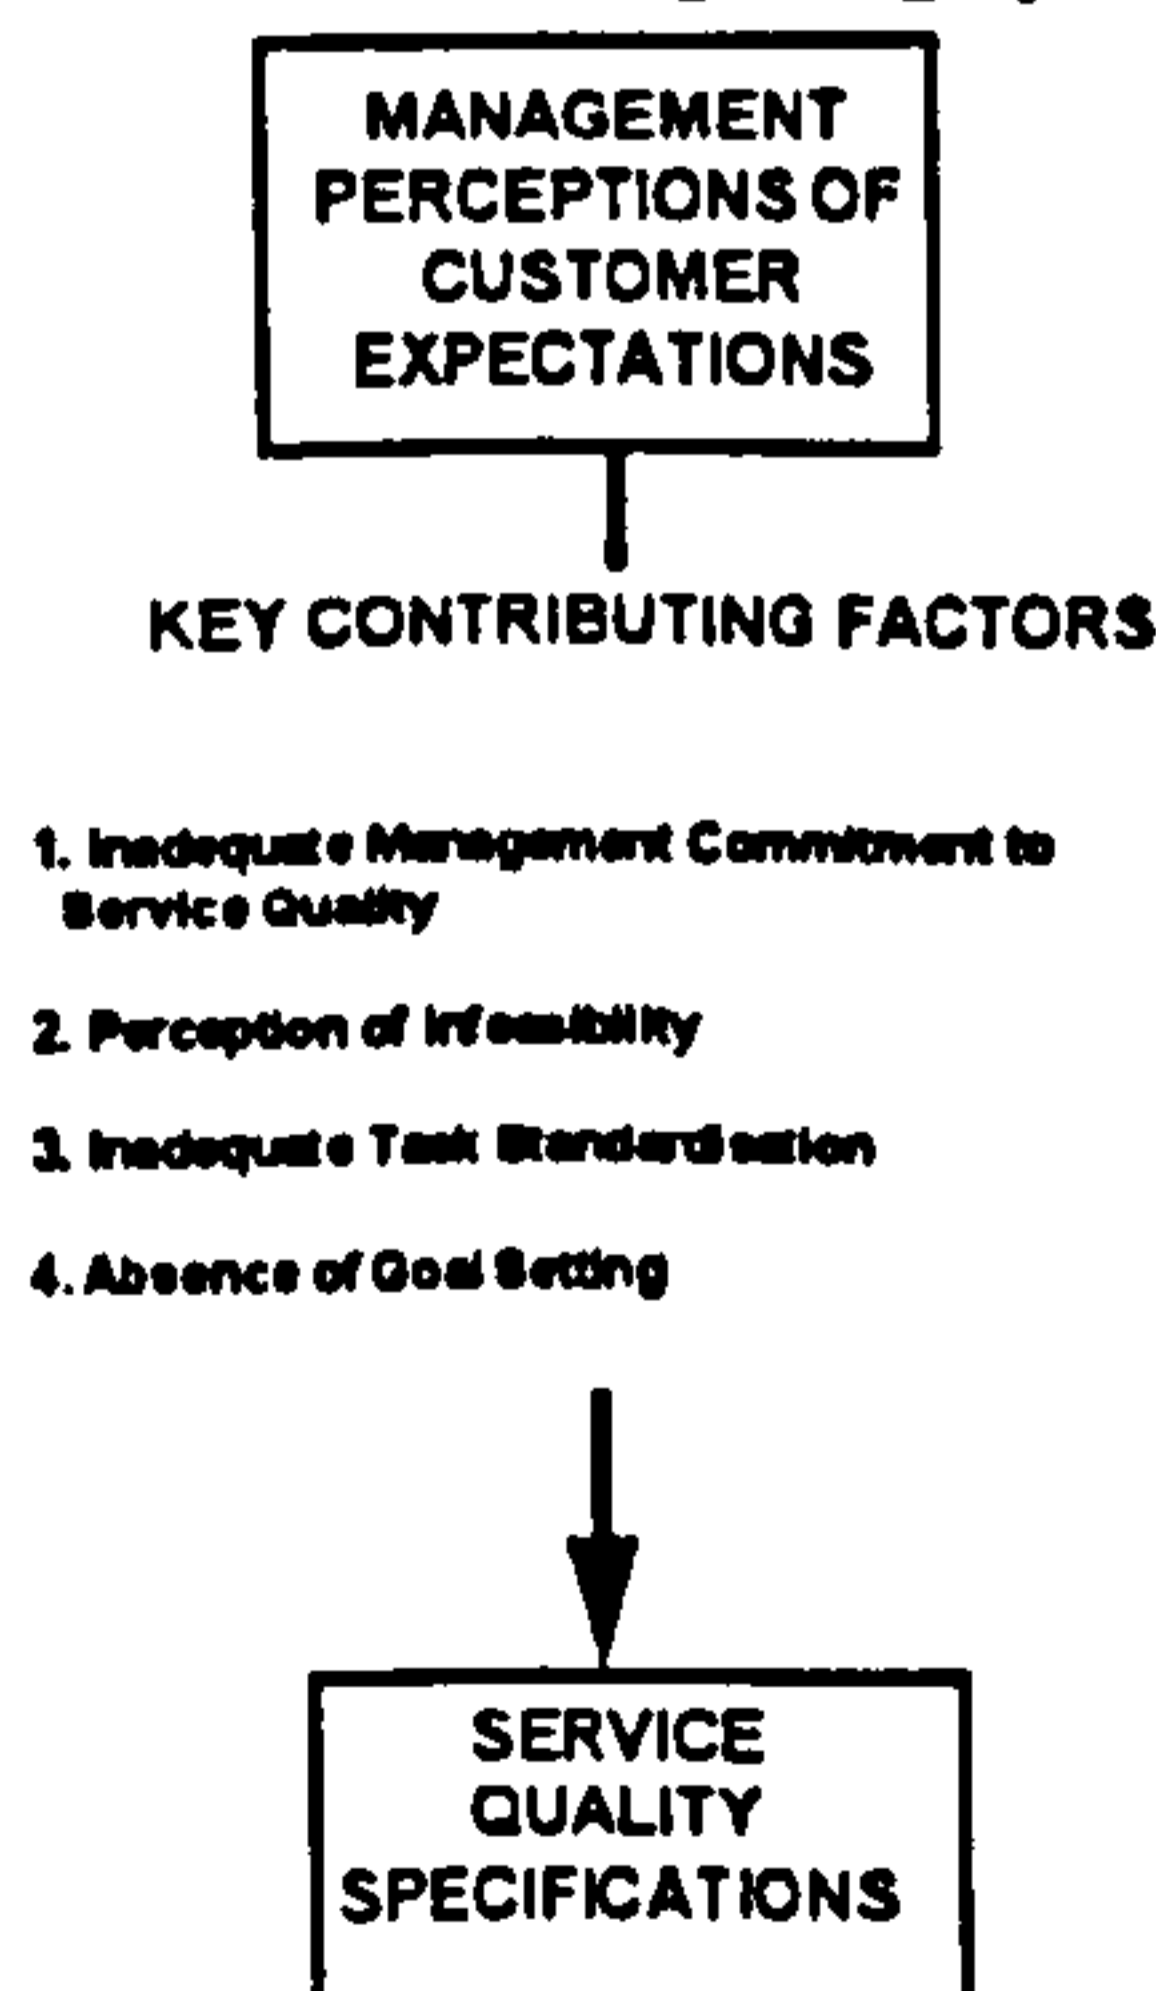 MANAGEMENT
PERCEPTIONS OF
CUSTOMER
EXPECTATIONS
KEY CONTRIBUTING FACTORS
1. Inadequate Management Commitment to
Service Quality
2. Perception of Infeasibility
3. Inadequate Task Standardisation
4. Absence of Goal Setting
SERVICE
QUALITY
SPECIFICATIONS